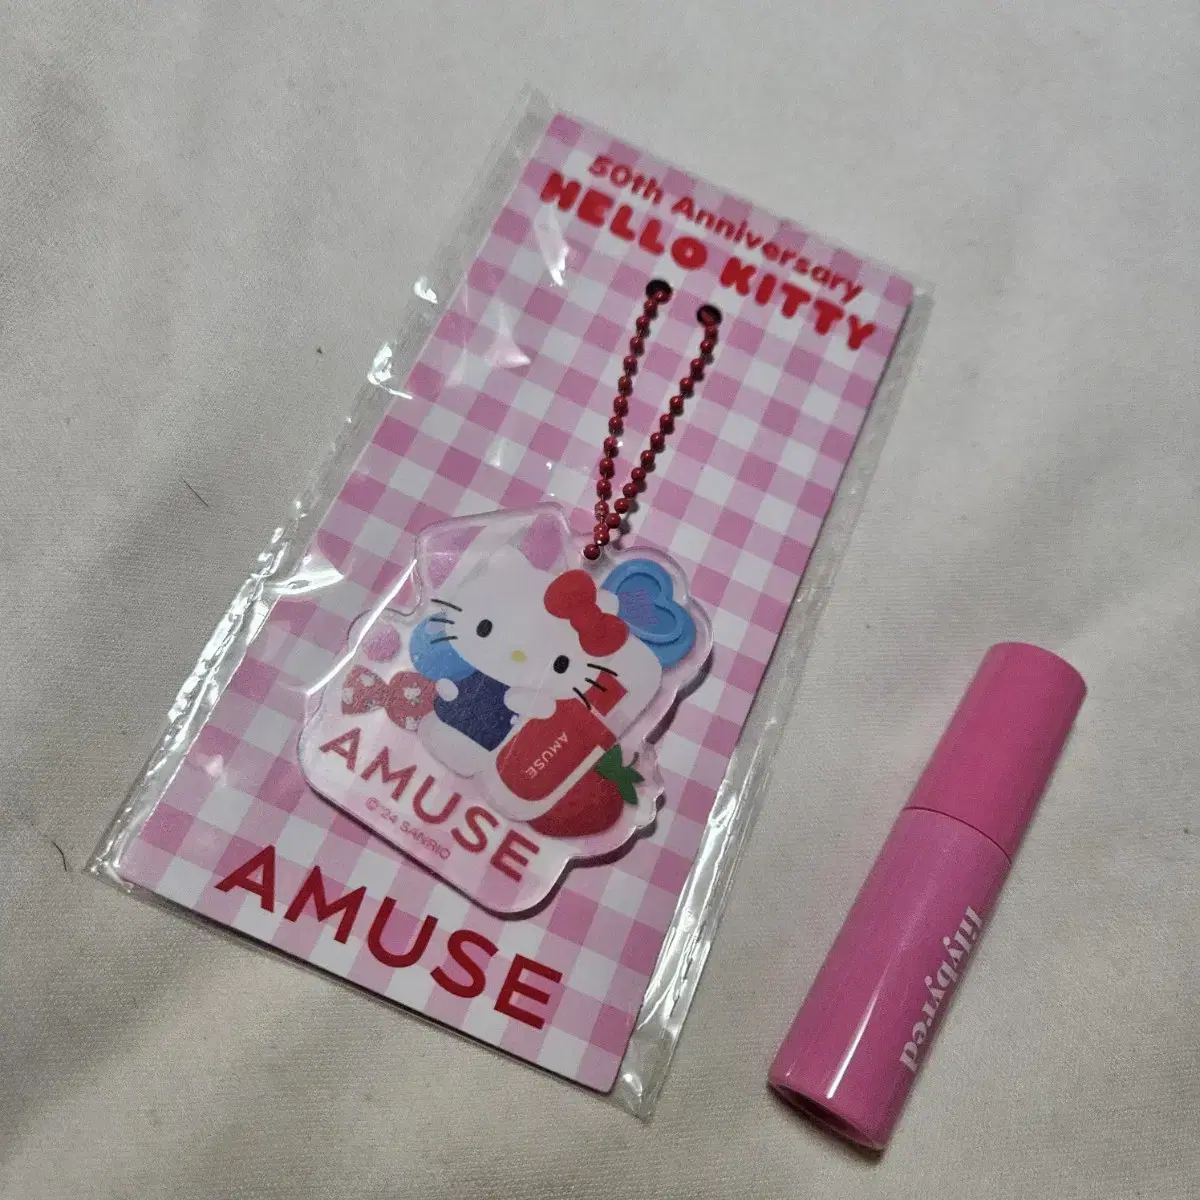 50th Anniversary
HELLO KITTY
AMUSE
AMUSE
© '24 SANRIO
AMUSE
lilybyred